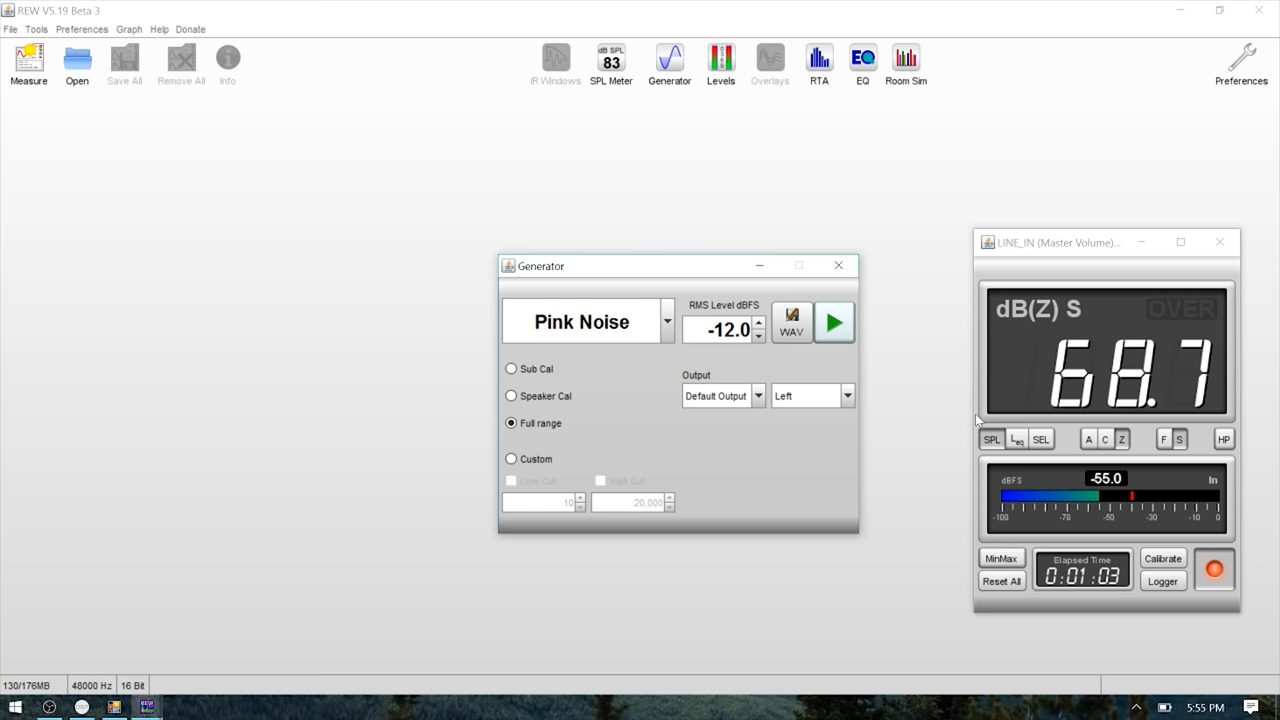 REW V5.19 Beta 3
File Tools Preferences Graph Help Donate
dB SPL
83
EQ
Measure Open Save All Remove All Info IR Windows SPL Meter Generator Levels Overlays RTA EQ Room Sim Preferences
LINE_IN (Master Volume)...
Generator
RMS Level dBFS
Pink Noise -12.0 WAV
Sub Cal
Output
Speaker Cal Default Output Left
Full range
Custom
Low Cut High Cut
10 20,000
dB(Z) S OVER
68.7
SPL Leq SEL A C Z F S HP
dBFS -55.0 In
-100 -70 -50 -30 -10 0
MinMax Elapsed Time Calibrate
Reset All 0:01:03 Logger
130/176MB 48000 Hz 16 Bit
REW
5:55 PM